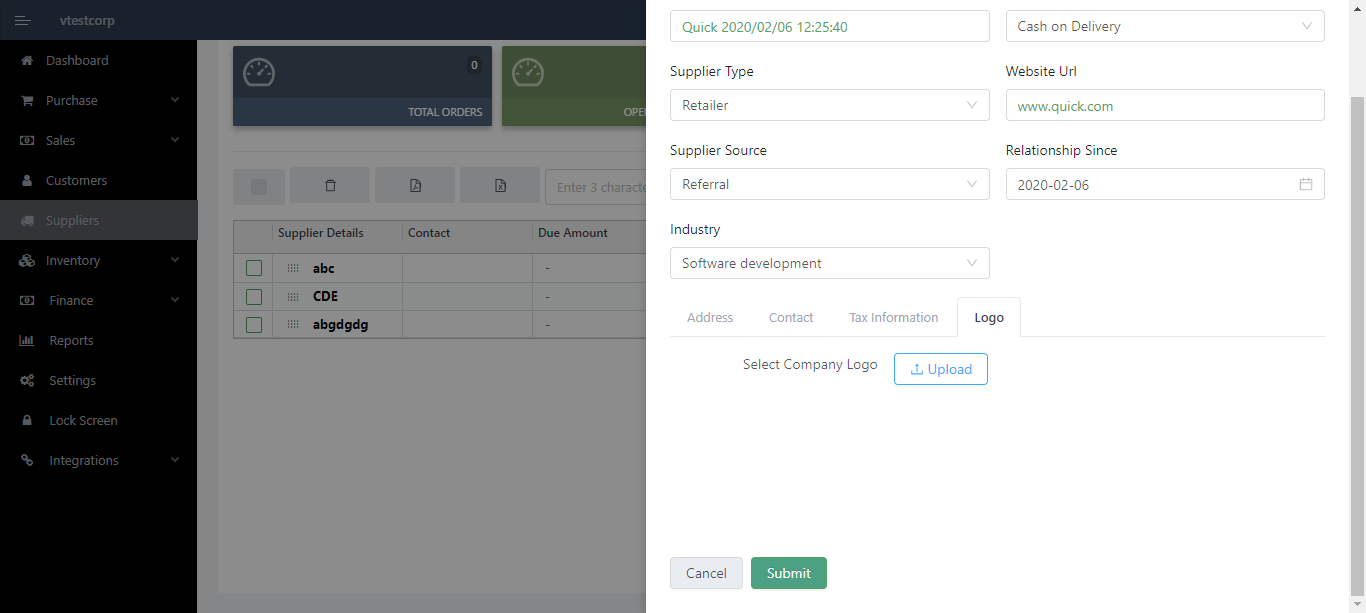 vtestcorp
Dashboard
Purchase
Sales
Customers
Suppliers
Inventory
Finance
Reports
Settings
Lock Screen
Integrations
0
TOTAL ORDERS
Enter 3
Supplier Details Contact Due Amount
abc -
CDE -
abgdgdg -
Quick 2020/02/06 12:25:40 Cash on Delivery
Supplier Type Website Url
Retailer www.quick.com
Supplier Source Relationship Since
Referral 2020-02-06
Industry
Software development
Address Contact Tax Information Logo
Select Company Logo Upload
Cancel Submit